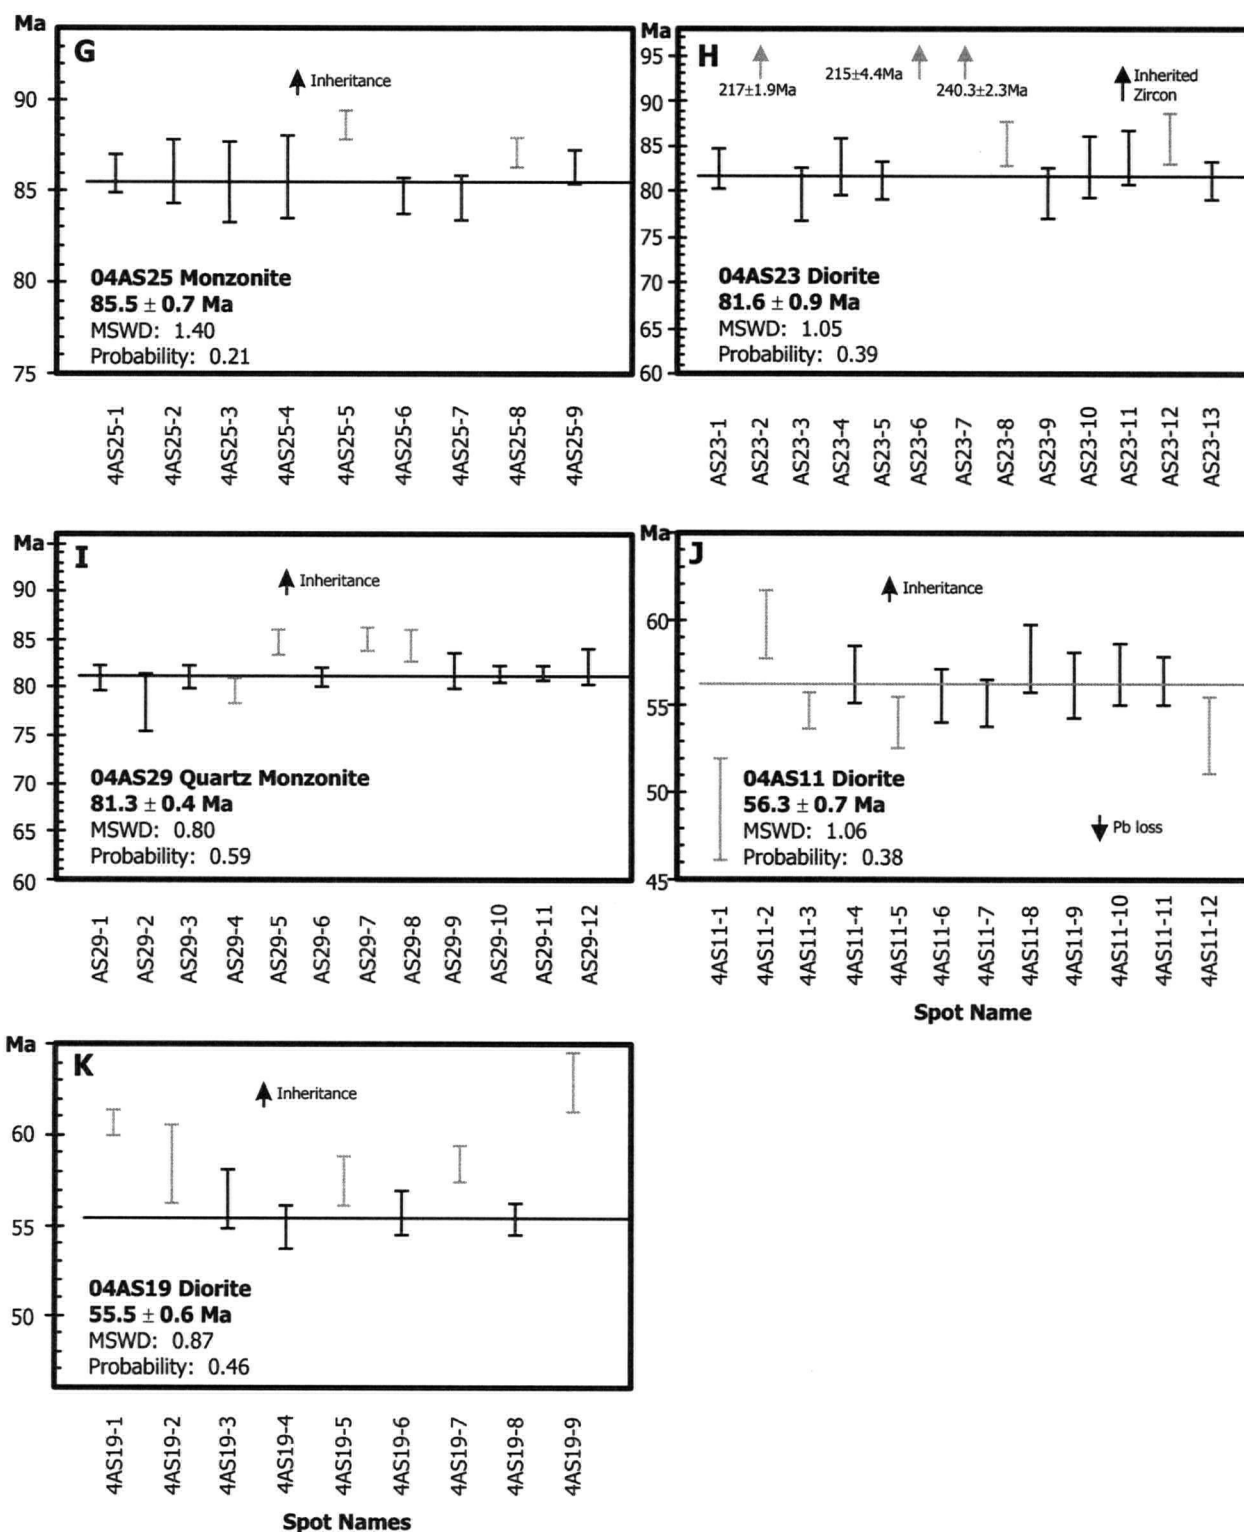 Ma
G
Inheritance
90
85
80
75
04AS25 Monzonite
85.5 ± 0.7 Ma
MSWD: 1.40
Probability: 0.21
4AS25-1
4AS25-2
4AS25-3
4AS25-4
4AS25-5
4AS25-6
4AS25-7
4AS25-8
4AS25-9
Ma
H
217±1.9Ma
215±4.4Ma
240.3±2.3Ma
Inherited
Zircon
95
90
85
80
75
70
65
60
04AS23 Diorite
81.6 ± 0.9 Ma
MSWD: 1.05
Probability: 0.39
AS23-1
AS23-2
AS23-3
AS23-4
AS23-5
AS23-6
AS23-7
AS23-8
AS23-9
AS23-10
AS23-11
AS23-12
AS23-13
Ma
I
Inheritance
90
85
80
75
70
65
60
04AS29 Quartz Monzonite
81.3 ± 0.4 Ma
MSWD: 0.80
Probability: 0.59
AS29-1
AS29-2
AS29-3
AS29-4
AS29-5
AS29-6
AS29-7
AS29-8
AS29-9
AS29-10
AS29-11
AS29-12
Ma
J
Inheritance
60
55
50
45
04AS11 Diorite
56.3 ± 0.7 Ma
MSWD: 1.06
Probability: 0.38
Pb loss
4AS11-1
4AS11-2
4AS11-3
4AS11-4
4AS11-5
4AS11-6
4AS11-7
4AS11-8
4AS11-9
4AS11-10
4AS11-11
4AS11-12
Spot Name
Ma
K
Inheritance
60
55
50
04AS19 Diorite
55.5 ± 0.6 Ma
MSWD: 0.87
Probability: 0.46
4AS19-1
4AS19-2
4AS19-3
4AS19-4
4AS19-5
4AS19-6
4AS19-7
4AS19-8
4AS19-9
Spot Names